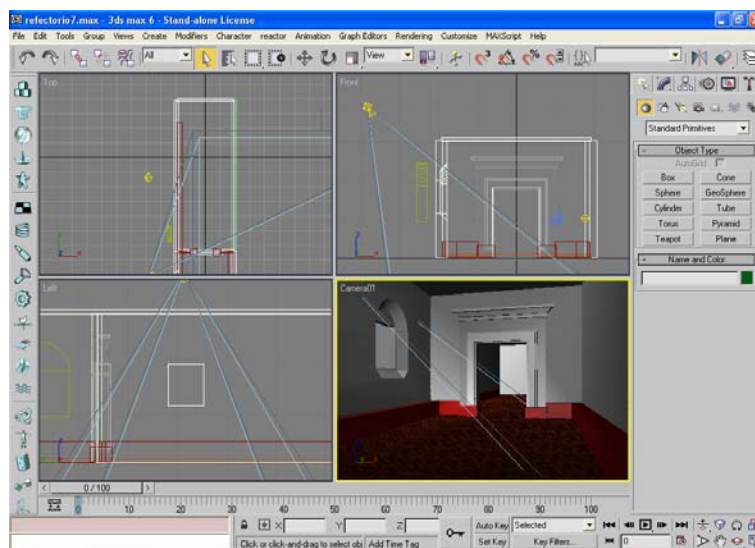 refectorio7.max - 3ds max 6 - Stand-alone License
File Edit Tools Group Views Create Modifiers Character reactor Animation Graph Editors Rendering Customize MAXScript Help
All View
Top Front
Standard Primitives
- Object Type
AutoGrid
Box Cone
Sphere GeoSphere
Cylinder Tube
Torus Pyramid
Teapot Plane
- Name and Color
Left Camera01
< 0 / 100 >
0 10 20 30 40 50 60 70 80 90 100
X: Y: Z: Auto Key Selected
Click or click-and-drag to select obj Add Time Tag Set Key Key Filters... 0